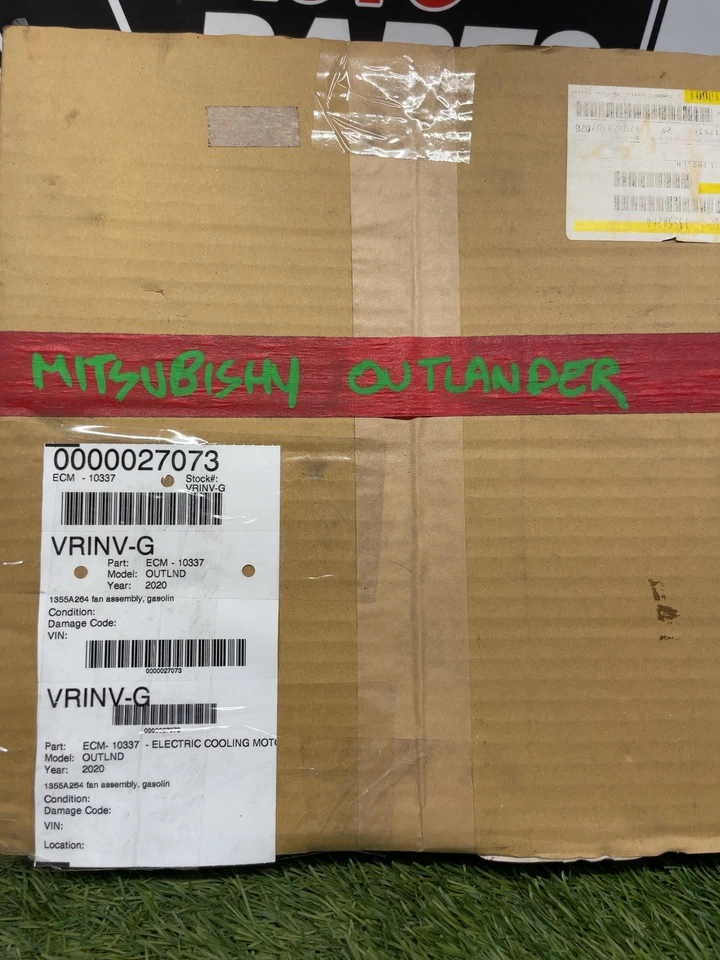 MITSUBISHY OUTLANDER
0000027073
ECM - 10337 Stock#:
VRINV-G
VRINV-G
Part: ECM - 10337
Model: OUTLND
Year: 2020
1355A264 fan assembly, gasolin
Condition:
Damage Code:
VIN:
0000027073
VRINV-G
0000027073
Part: ECM- 10337 - ELECTRIC COOLING MOTO
Model: OUTLND
Year: 2020
1355A264 fan assembly, gasolin
Condition:
Damage Code:
VIN:
Location: